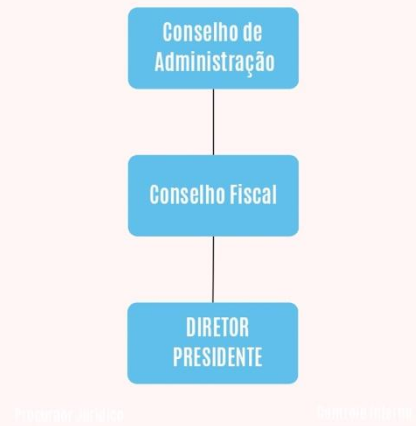 Conselho de
Administração
Conselho Fiscal
DIRETOR
PRESIDENTE